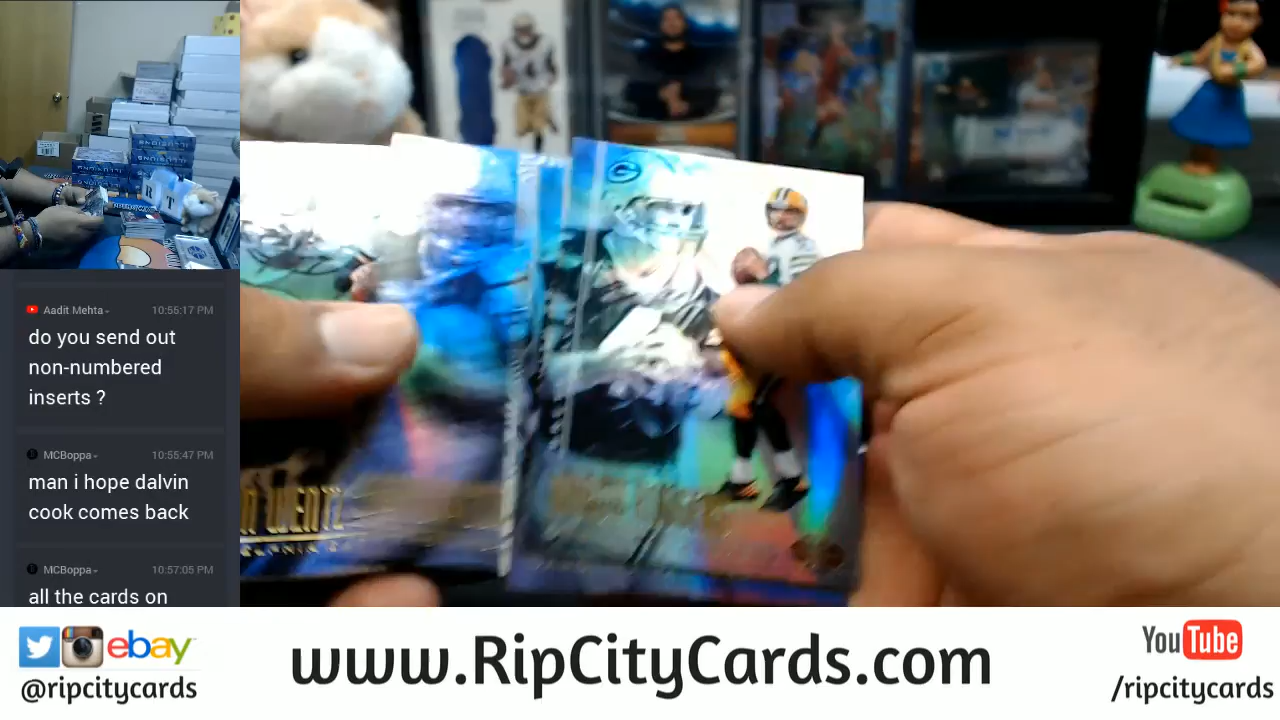 Aadit Mehta
10:55:17 PM
do you send out
non-numbered
inserts ?
MCBoppa
10:55:47 PM
man i hope dalvin
cook comes back
MCBoppa
10:57:05 PM
all the cards on
WENTZ
R
T
ILLUSIONS
ebay
@ripcitycards
www.RipCityCards.com
YouTube
/ripcitycards